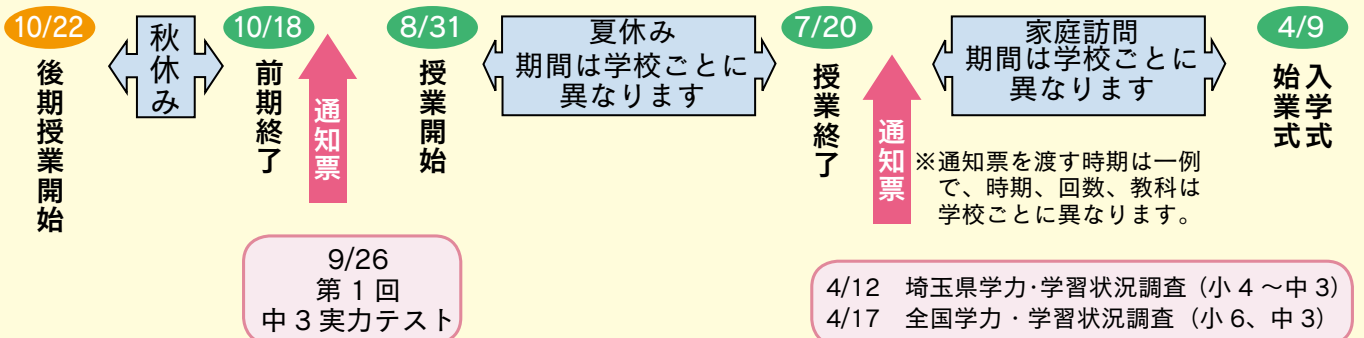 4/9
入学式
始業式
家庭訪問
期間は学校ごとに
異なります
7/20
授業終了
通知票
※通知票を渡す時期は一例
で、時期、回数、教科は
学校ごとに異なります。
4/12 埼玉県学力･学習状況調査（小４～中３）
4/17 全国学力・学習状況調査（小６、中３）
夏休み
期間は学校ごとに
異なります
8/31
授業開始
通知票
10/18
前期終了
9/26
第１回
中３実力テスト
秋休み
10/22
後期授業開始